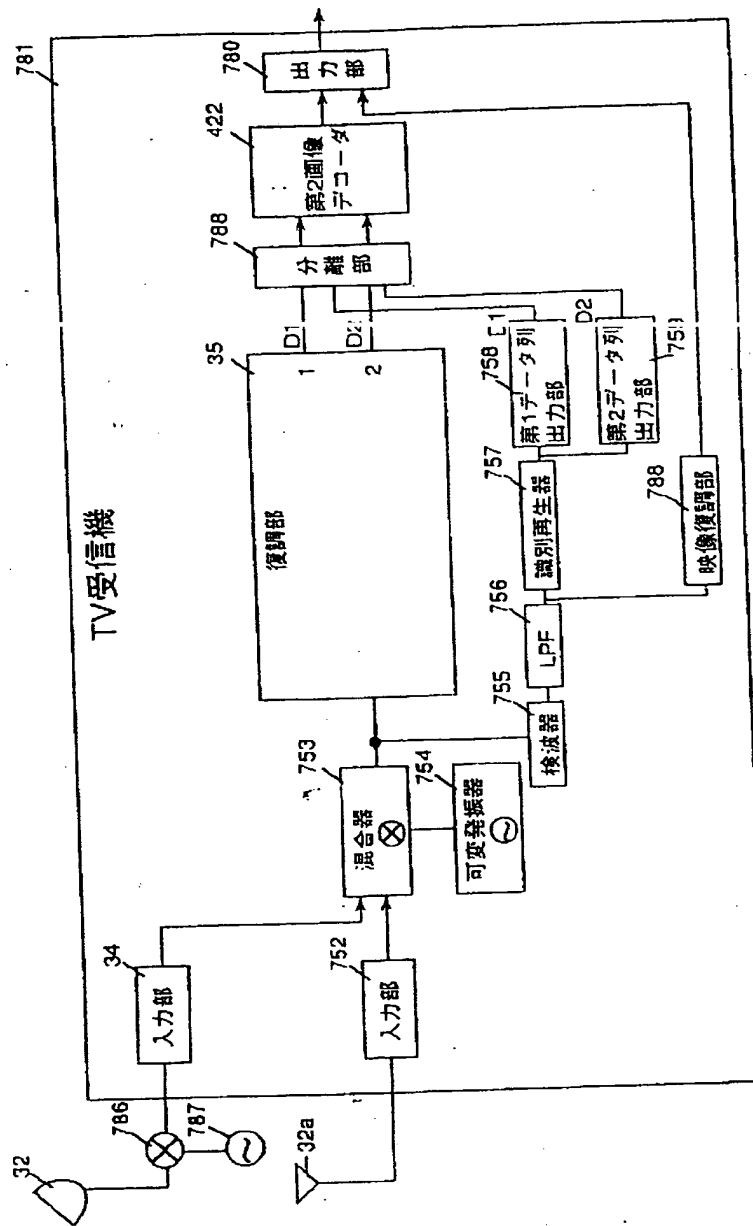 TV受信機
781
32
786
787
32a
34
入力部
752
入力部
753
混合器
754
可変発振器
35
復調部
1
2
D1
D2
788
分離部
422
第2画像
デコーダ
780
出力部
755
検波器
756
LPF
757
識別再生器
758
第1データ列
出力部
D2
第2データ列
出力部
788
映像復調部